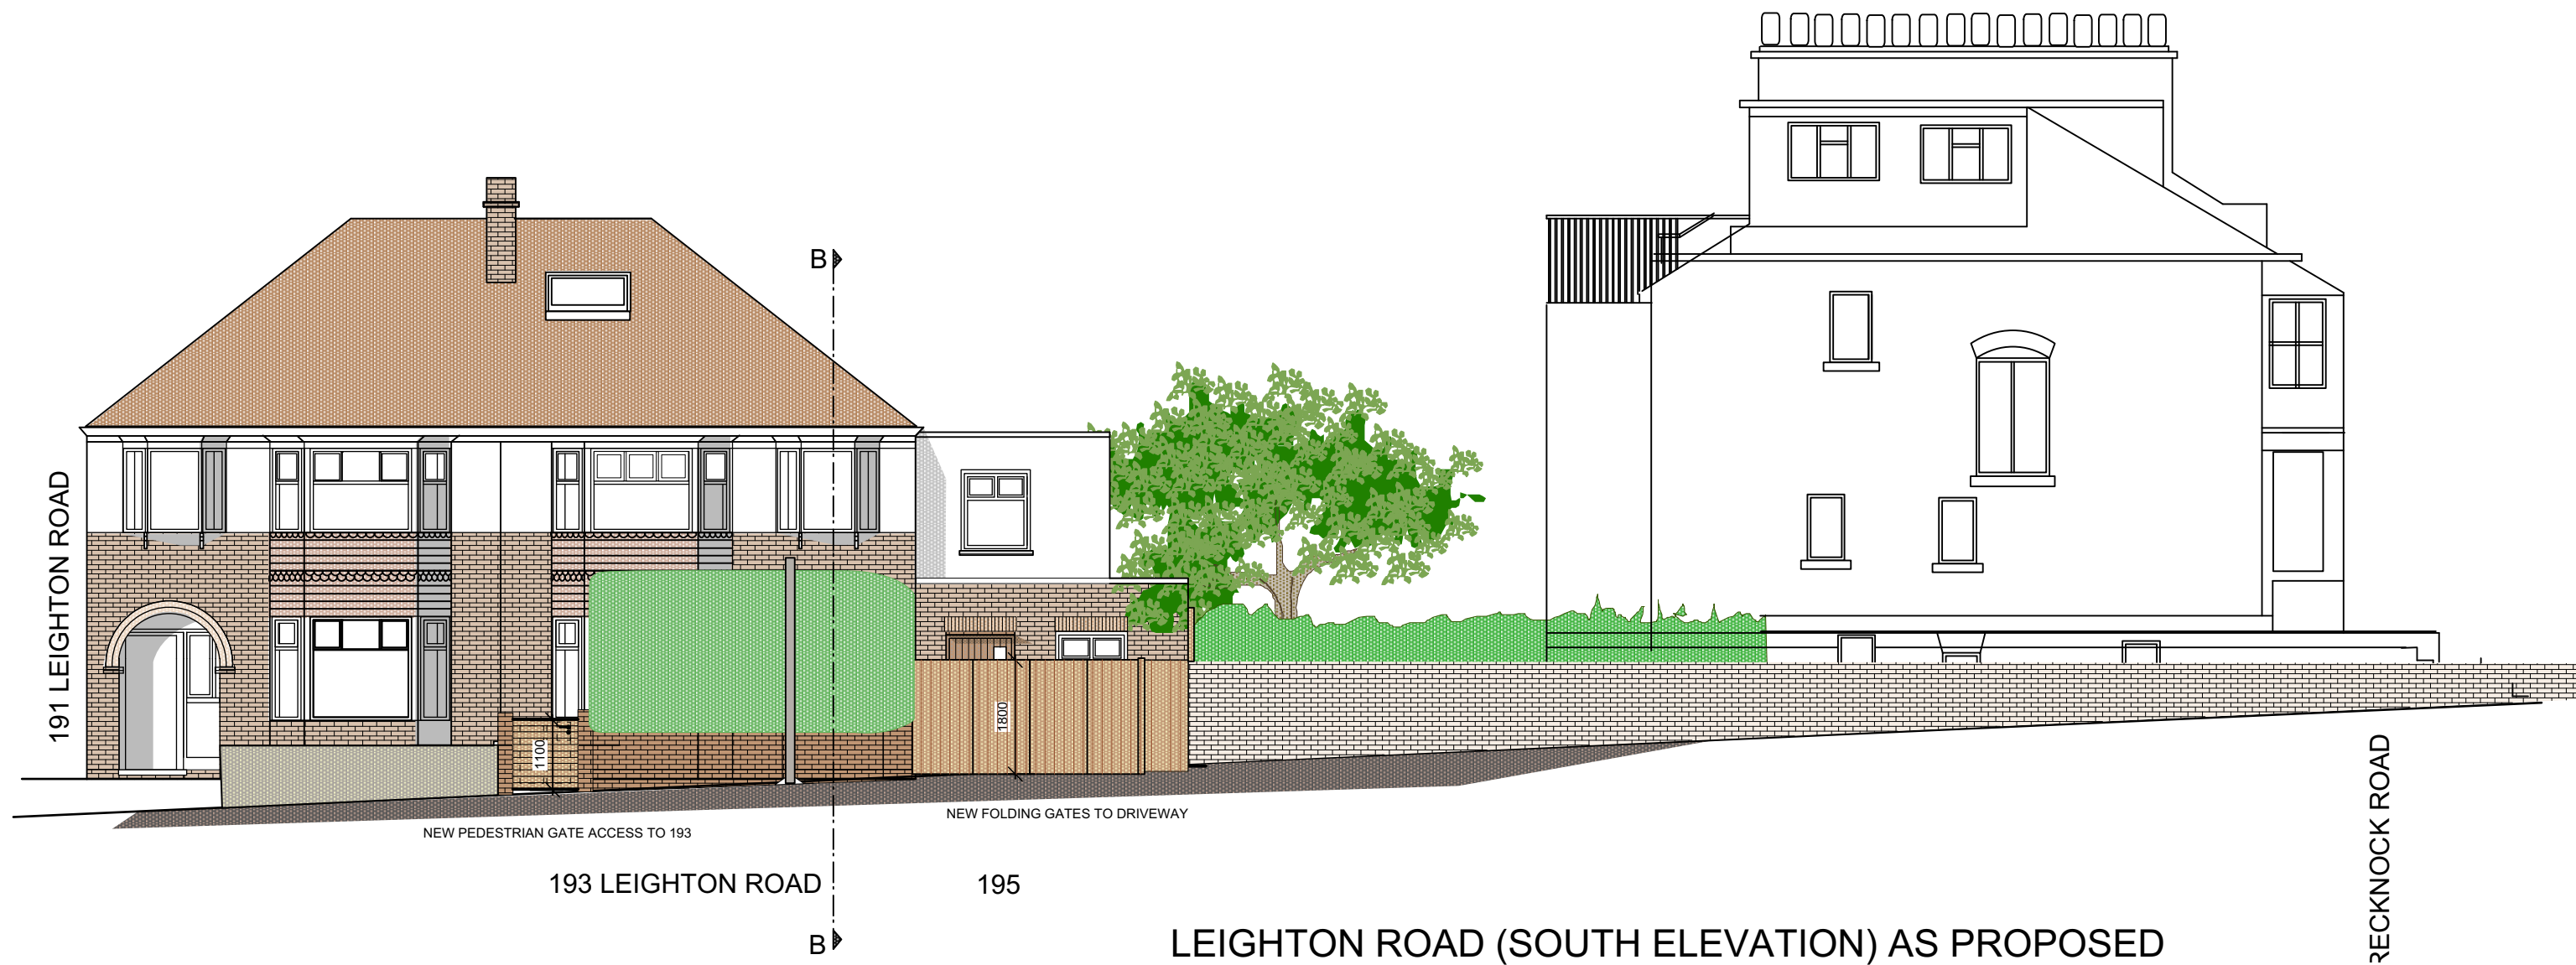 B
191 LEIGHTON ROAD
1100
1800
NEW FOLDING GATES TO DRIVEWAY
NEW PEDESTRIAN GATE ACCESS TO 193
193 LEIGHTON ROAD
195
B
LEIGHTON ROAD (SOUTH ELEVATION) AS PROPOSED
RECKNOCK ROAD